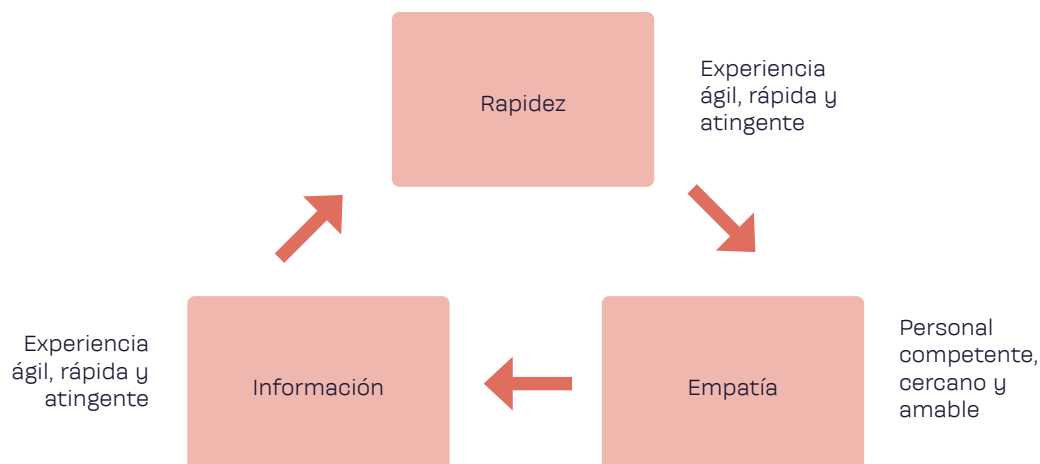 Rapidez
Experiencia
ágil, rápida y
atingente
Experiencia
ágil, rápida y
atingente
Información
Empatía
Personal
competente,
cercano y
amable